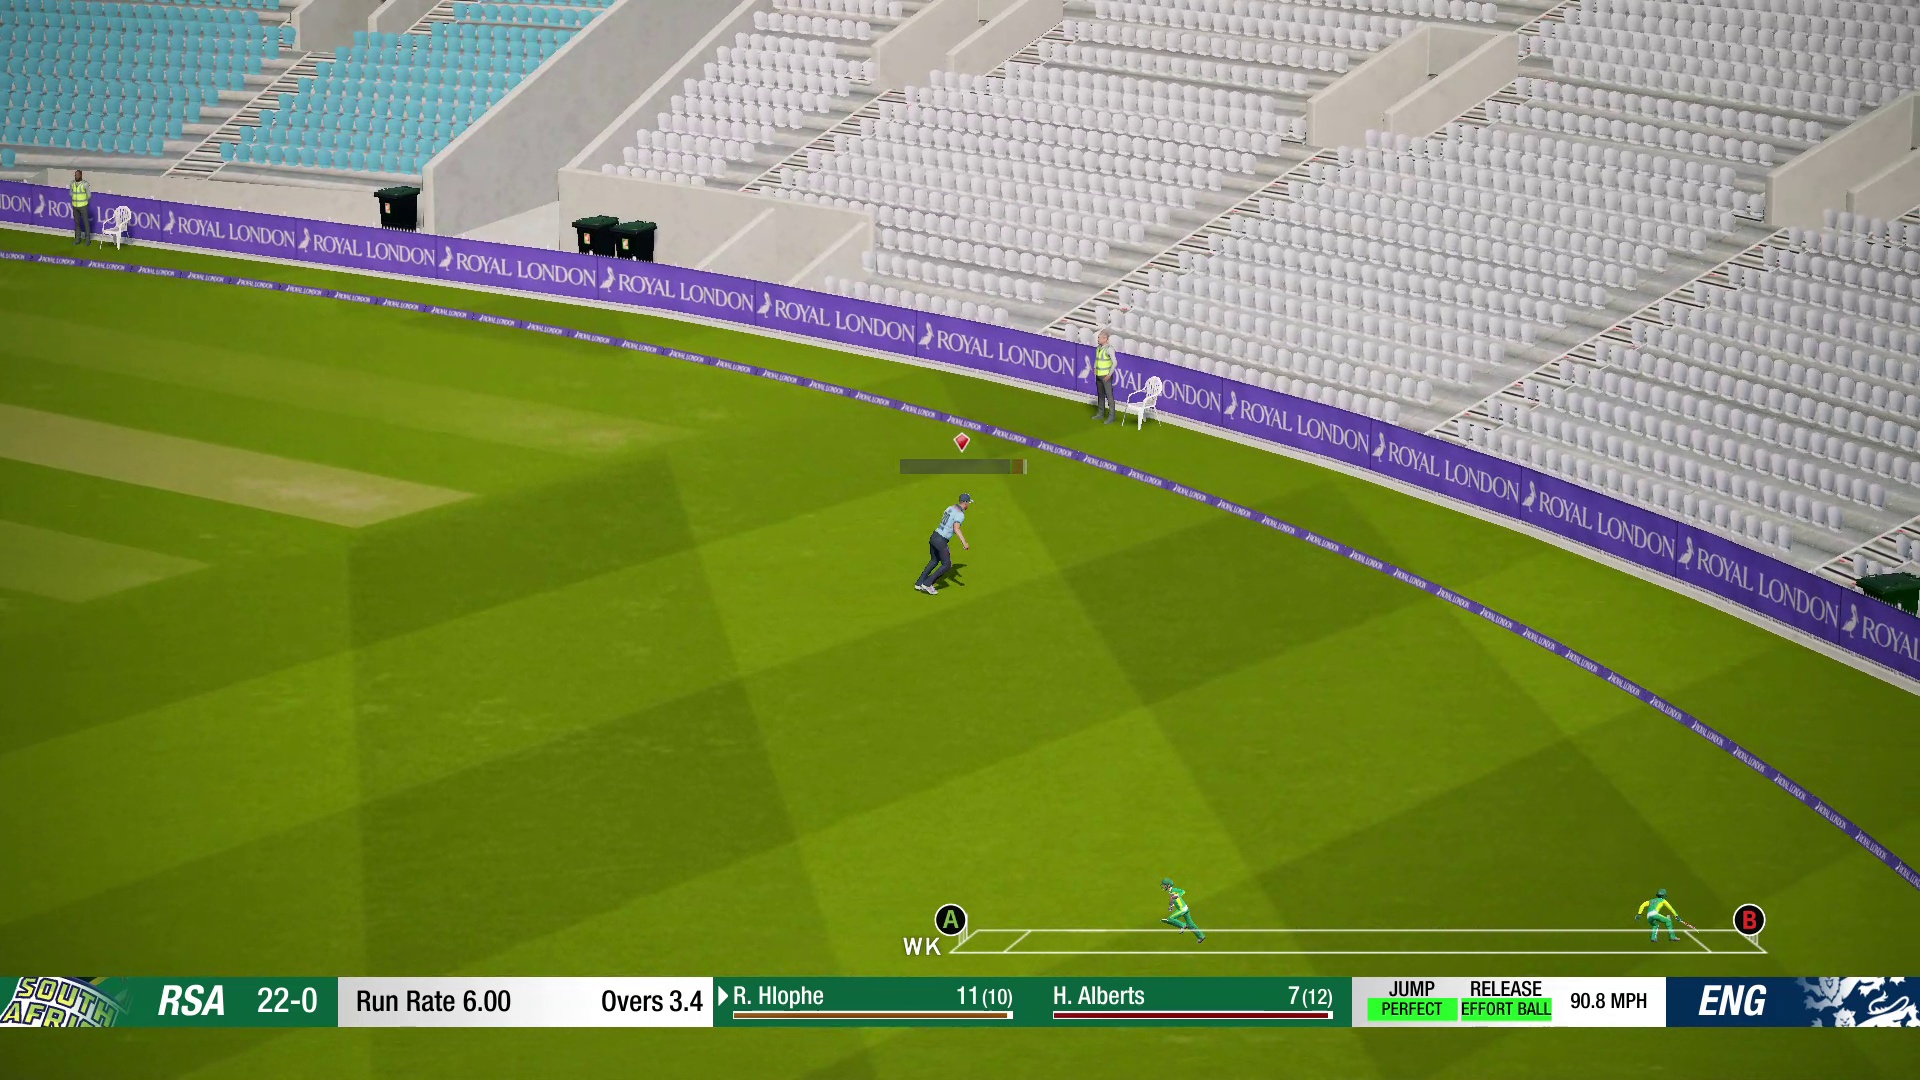 ROYAL LONDON ROYAL LONDON ROYAL LONDON ROYAL LONDON ROYAL LONDON ROYAL LONDON ROYAL LONDON
ROYAL LONDON ROYAL LONDON ROYAL LONDON ROYAL LONDON ROYAL LONDON ROYAL
A
B
WK
SOUTH AFRI
RSA 22-0
Run Rate 6.00 Overs 3.4
R. Hlophe 11 (10)
H. Alberts 7 (12)
JUMP PERFECT
RELEASE EFFORT BALL
90.8 MPH
ENG